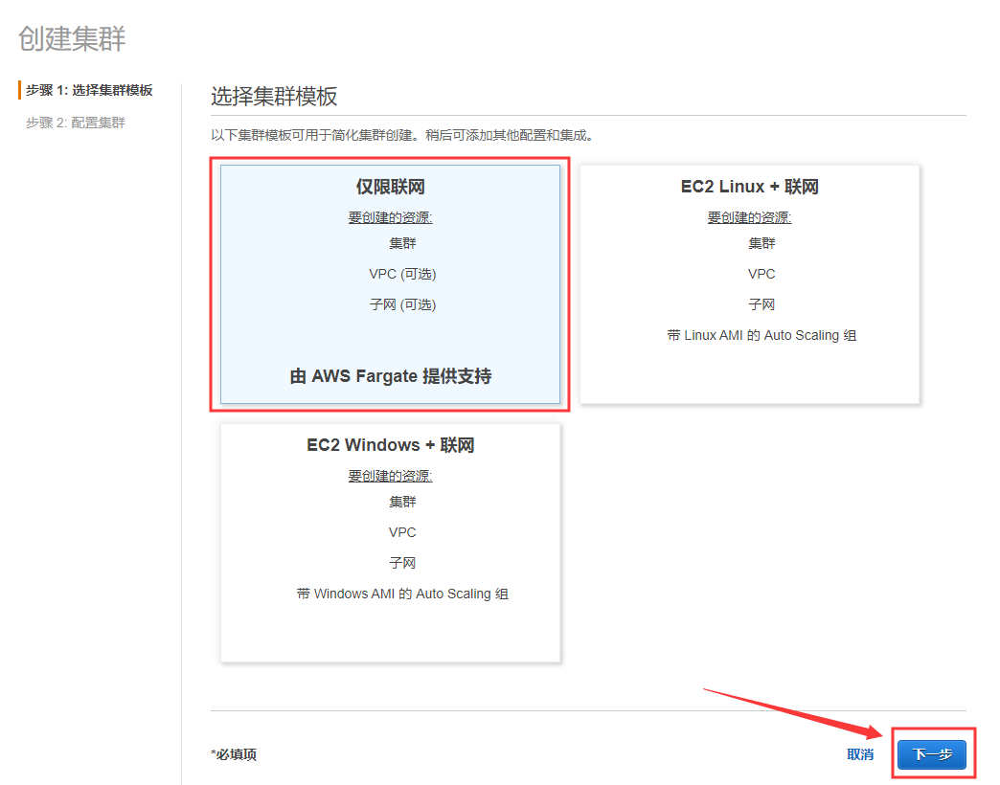 创建集群
步骤 1: 选择集群模板
步骤 2: 配置集群
选择集群模板
以下集群模板可用于简化集群创建。稍后可添加其他配置和集成。
仅限联网
要创建的资源:
集群
VPC (可选)
子网 (可选)
由 AWS Fargate 提供支持
EC2 Linux + 联网
要创建的资源:
集群
VPC
子网
带 Linux AMI 的 Auto Scaling 组
EC2 Windows + 联网
要创建的资源:
集群
VPC
子网
带 Windows AMI 的 Auto Scaling 组
*必填项
取消
下一步